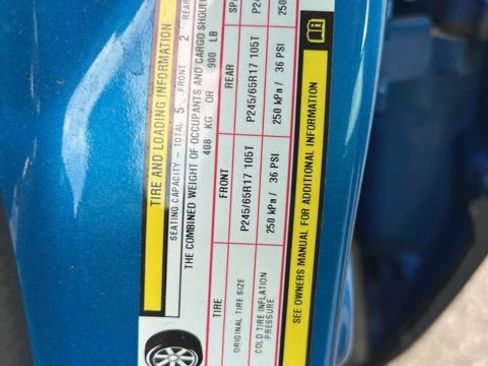 TIRE AND LOADING INFORMATION
SEATING CAPACITY - TOTAL 5 FRONT 2 REAR
THE COMBINED WEIGHT OF OCCUPANTS AND CARGO SHOULD
408 KG OR 900 LB
TIRE FRONT REAR
ORIGINAL TIRE SIZE P245/65R17 105T P245/65R17 105T
COLD TIRE INFLATION PRESSURE 250 kPa / 36 PSI 250 kPa / 36 PSI 250
SEE OWNERS MANUAL FOR ADDITIONAL INFORMATION